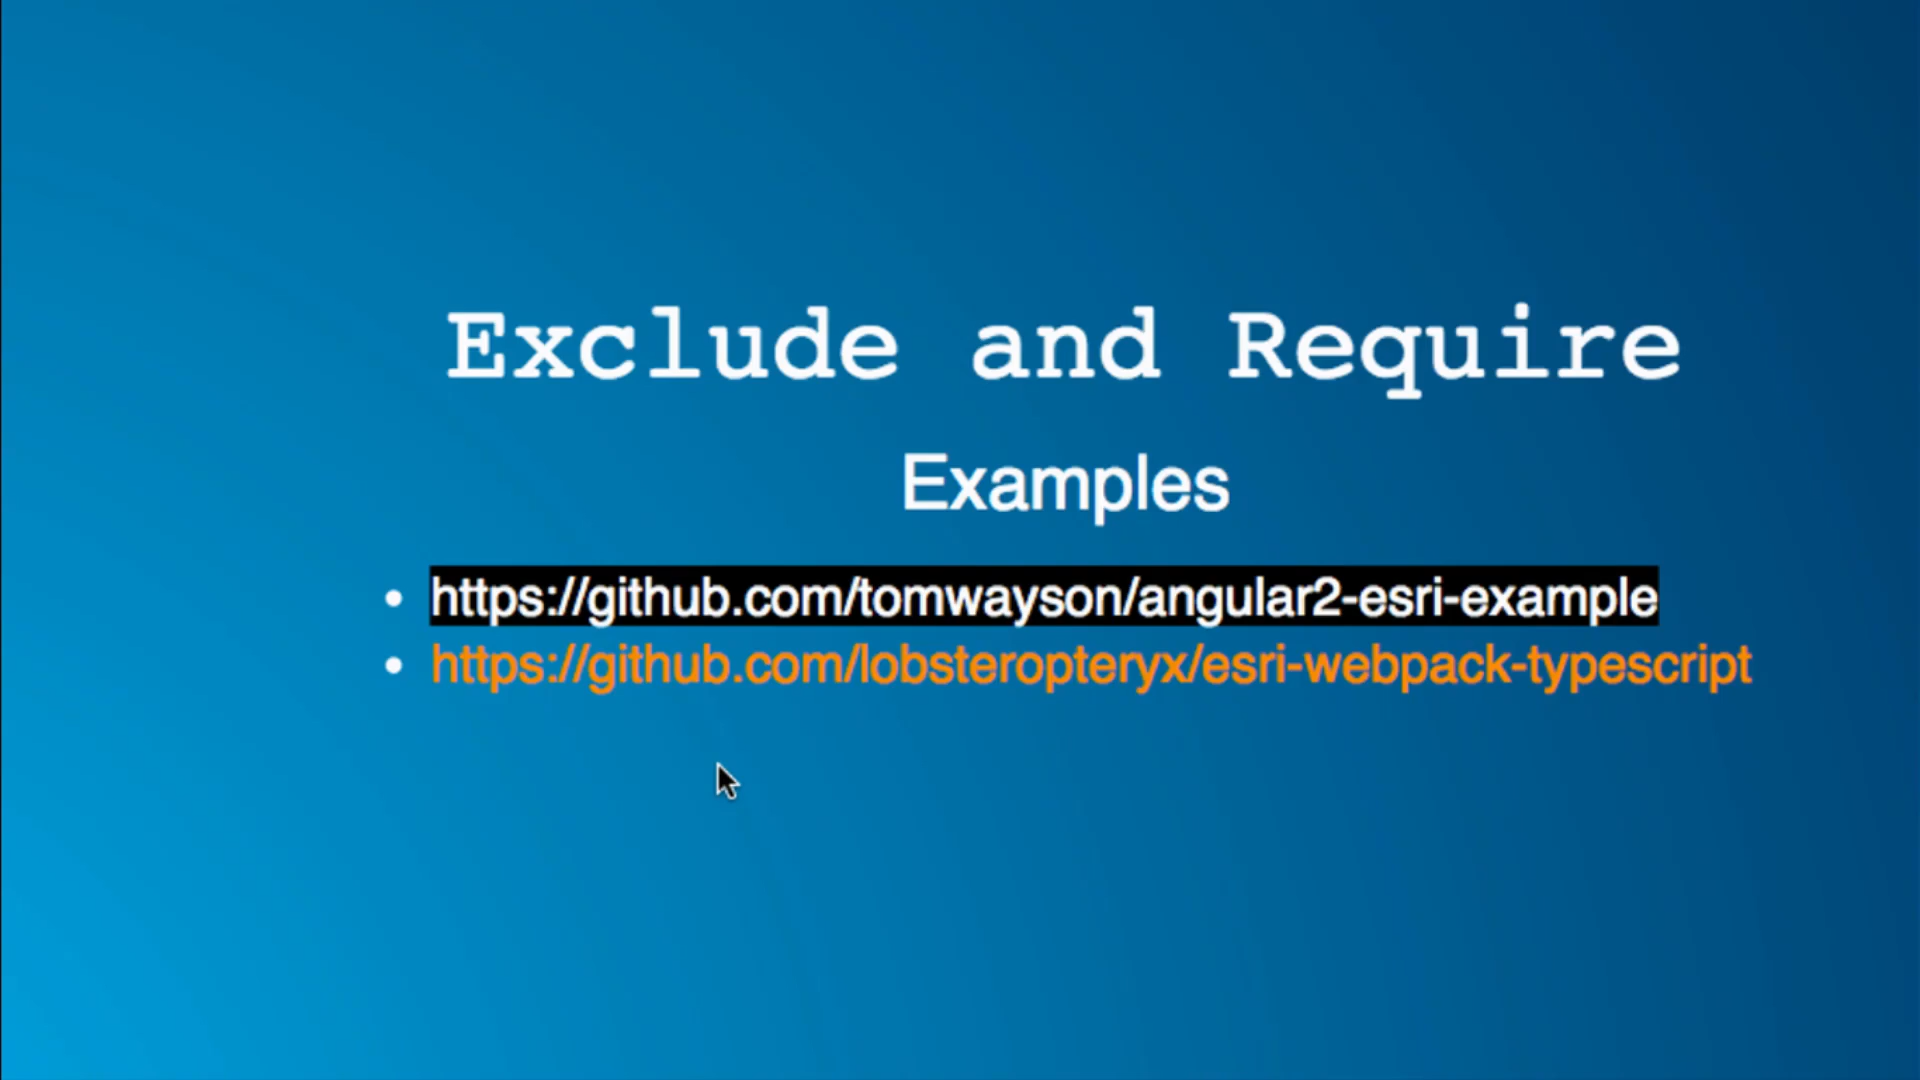 Exclude and Require
Examples
• https://github.com/tomwayson/angular2-esri-example
• https://github.com/lobsteropteryx/esri-webpack-typescript